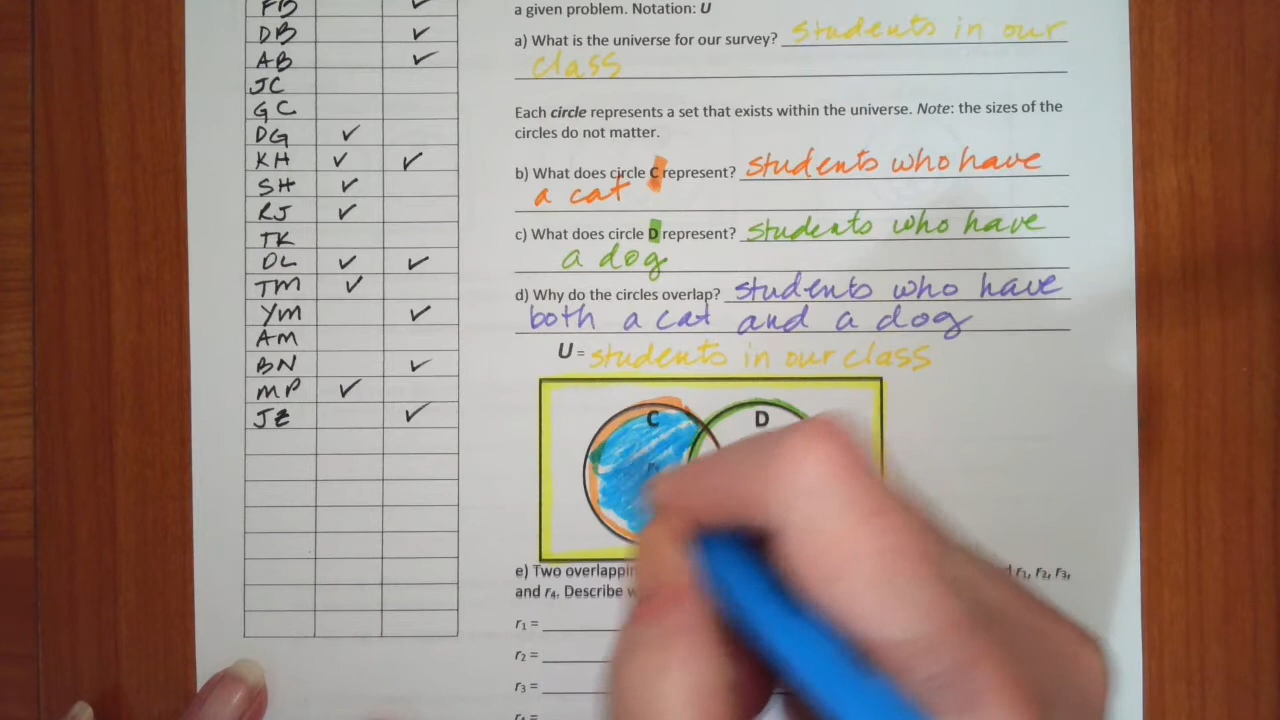 FB
DB
AB
JC
GC
DG
KH
SH
RJ
TK
DL
TM
YM
AM
BN
MP
JZ
a given problem. Notation: U
a) What is the universe for our survey? students in our
class
Each circle represents a set that exists within the universe. Note: the sizes of the
circles do not matter.
b) What does circle C represent? students who have
a cat
c) What does circle D represent? students who have
a dog
d) Why do the circles overlap? students who have
both a cat and a dog
U = students in our class
C D
e) Two r₁, r₂, r₃,
and r₄. Describe
r₁ =
r₂ =
r₃ =